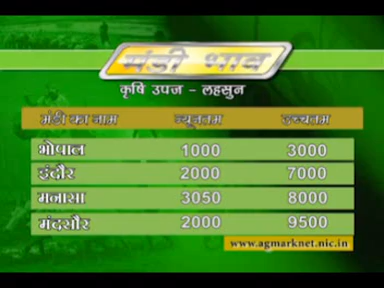 मंडी भाव
कृषि उपज - लहसुन
मंडी का नाम न्यूनतम उच्चतम
भोपाल 1000 3000
इंदौर 2000 7000
मनासा 3050 8000
मंदसौर 2000 9500
www.agmarknet.nic.in